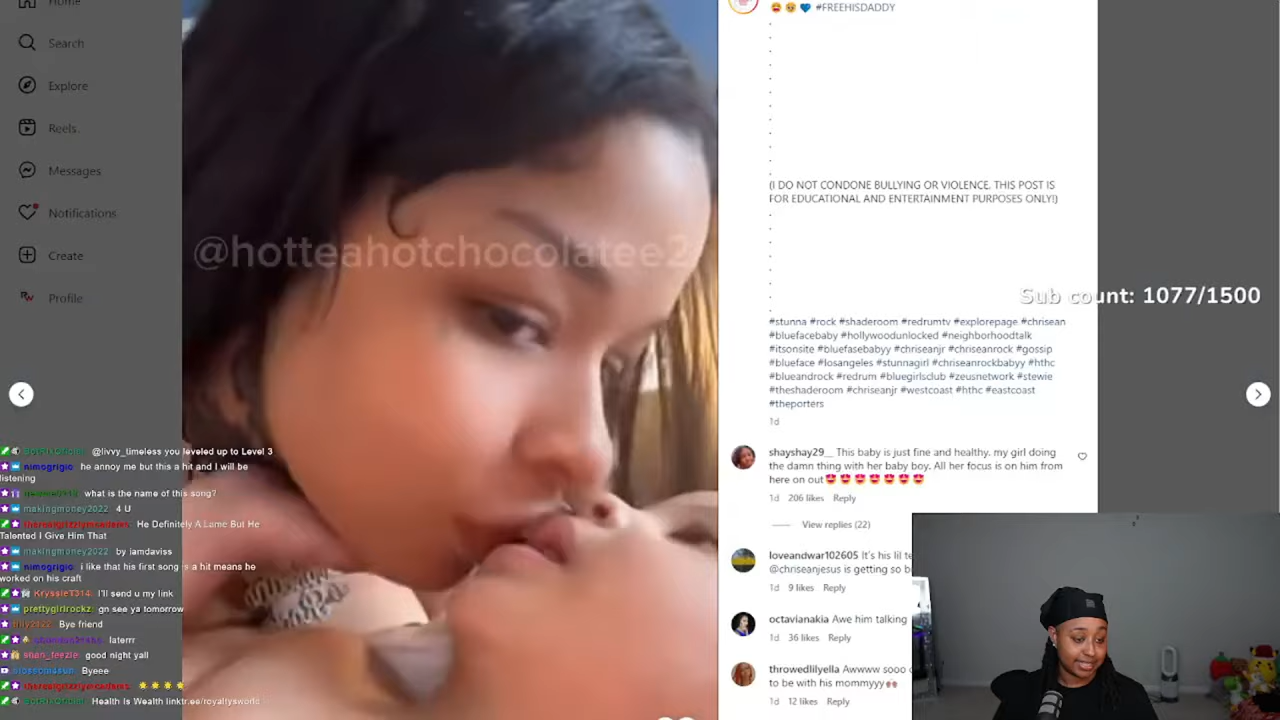 Home
Search
Explore
Reels
Messages
Notifications
Create
Profile
@hotteahotchocolatee2
#FREEHISDADDY
(I DO NOT CONDONE BULLYING OR VIOLENCE, THIS POST IS
FOR EDUCATIONAL AND ENTERTAINMENT PURPOSES ONLY!)
Sub count: 1077/1500
#stunna #rock #shaderoom #redrumtv #explorepage #chrisean
#bluefacebaby #hollywoodunlocked #neighborhoodtalk
#itsonsite #bluefasebabyy #chriseanjr #chriseanrock #gossip
#blueface #losangeles #stunnagirl #chriseanrockbabyy #hthc
#blueandrock #redrum #bluegirlsclub #zeusnetwork #stewie
#theshaderoom #chriseanjr #westcoast #hthc #eastcoast
#theporters
1d
shayshay29__ This baby is just fine and healthy. my girl doing
the damn thing with her baby boy. All her focus is on him from
here on out
1d 206 likes Reply
View replies (22)
loveandwar102605 It's his lil te
@chriseanjesus is getting so b
1d 9 likes Reply
octavianakia Awe him talking
1d 36 likes Reply
throwedlilyella Awwww sooo c
to be with his mommyyy
1d 12 likes Reply
@livvy_timeless you leveled up to Level 3
nimogrigio: he annoy me but this a hit and I will be
listening
what is the name of this song?
makingmoney2022: 4 U
He Definitely A Lame But He
Talented I Give Him That
makingmoney2022: by iamdaviss
nimogrigio: i like that his first song is a hit means he
worked on his craft
KryssieT314: I'll send u my link
prettygirlrockz: gn see ya tomorrow
Bye friend
laterrr
shan_teezie: good night yall
Byeee
Health Is Wealth linktr.ee/royaltysworld